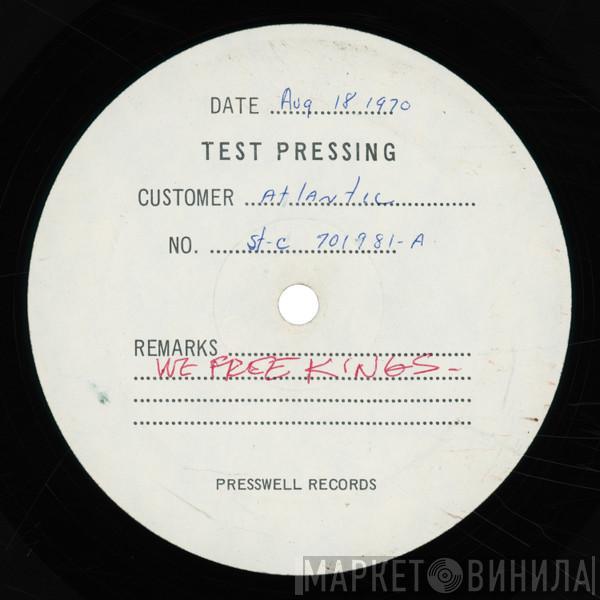 DATE Aug 18 1970
TEST PRESSING
CUSTOMER Atlantic
NO. St-c 701981-A
REMARKS
WE FREE KINGS-
PRESSWELL RECORDS
МАРКЕТ ВИНИЛА